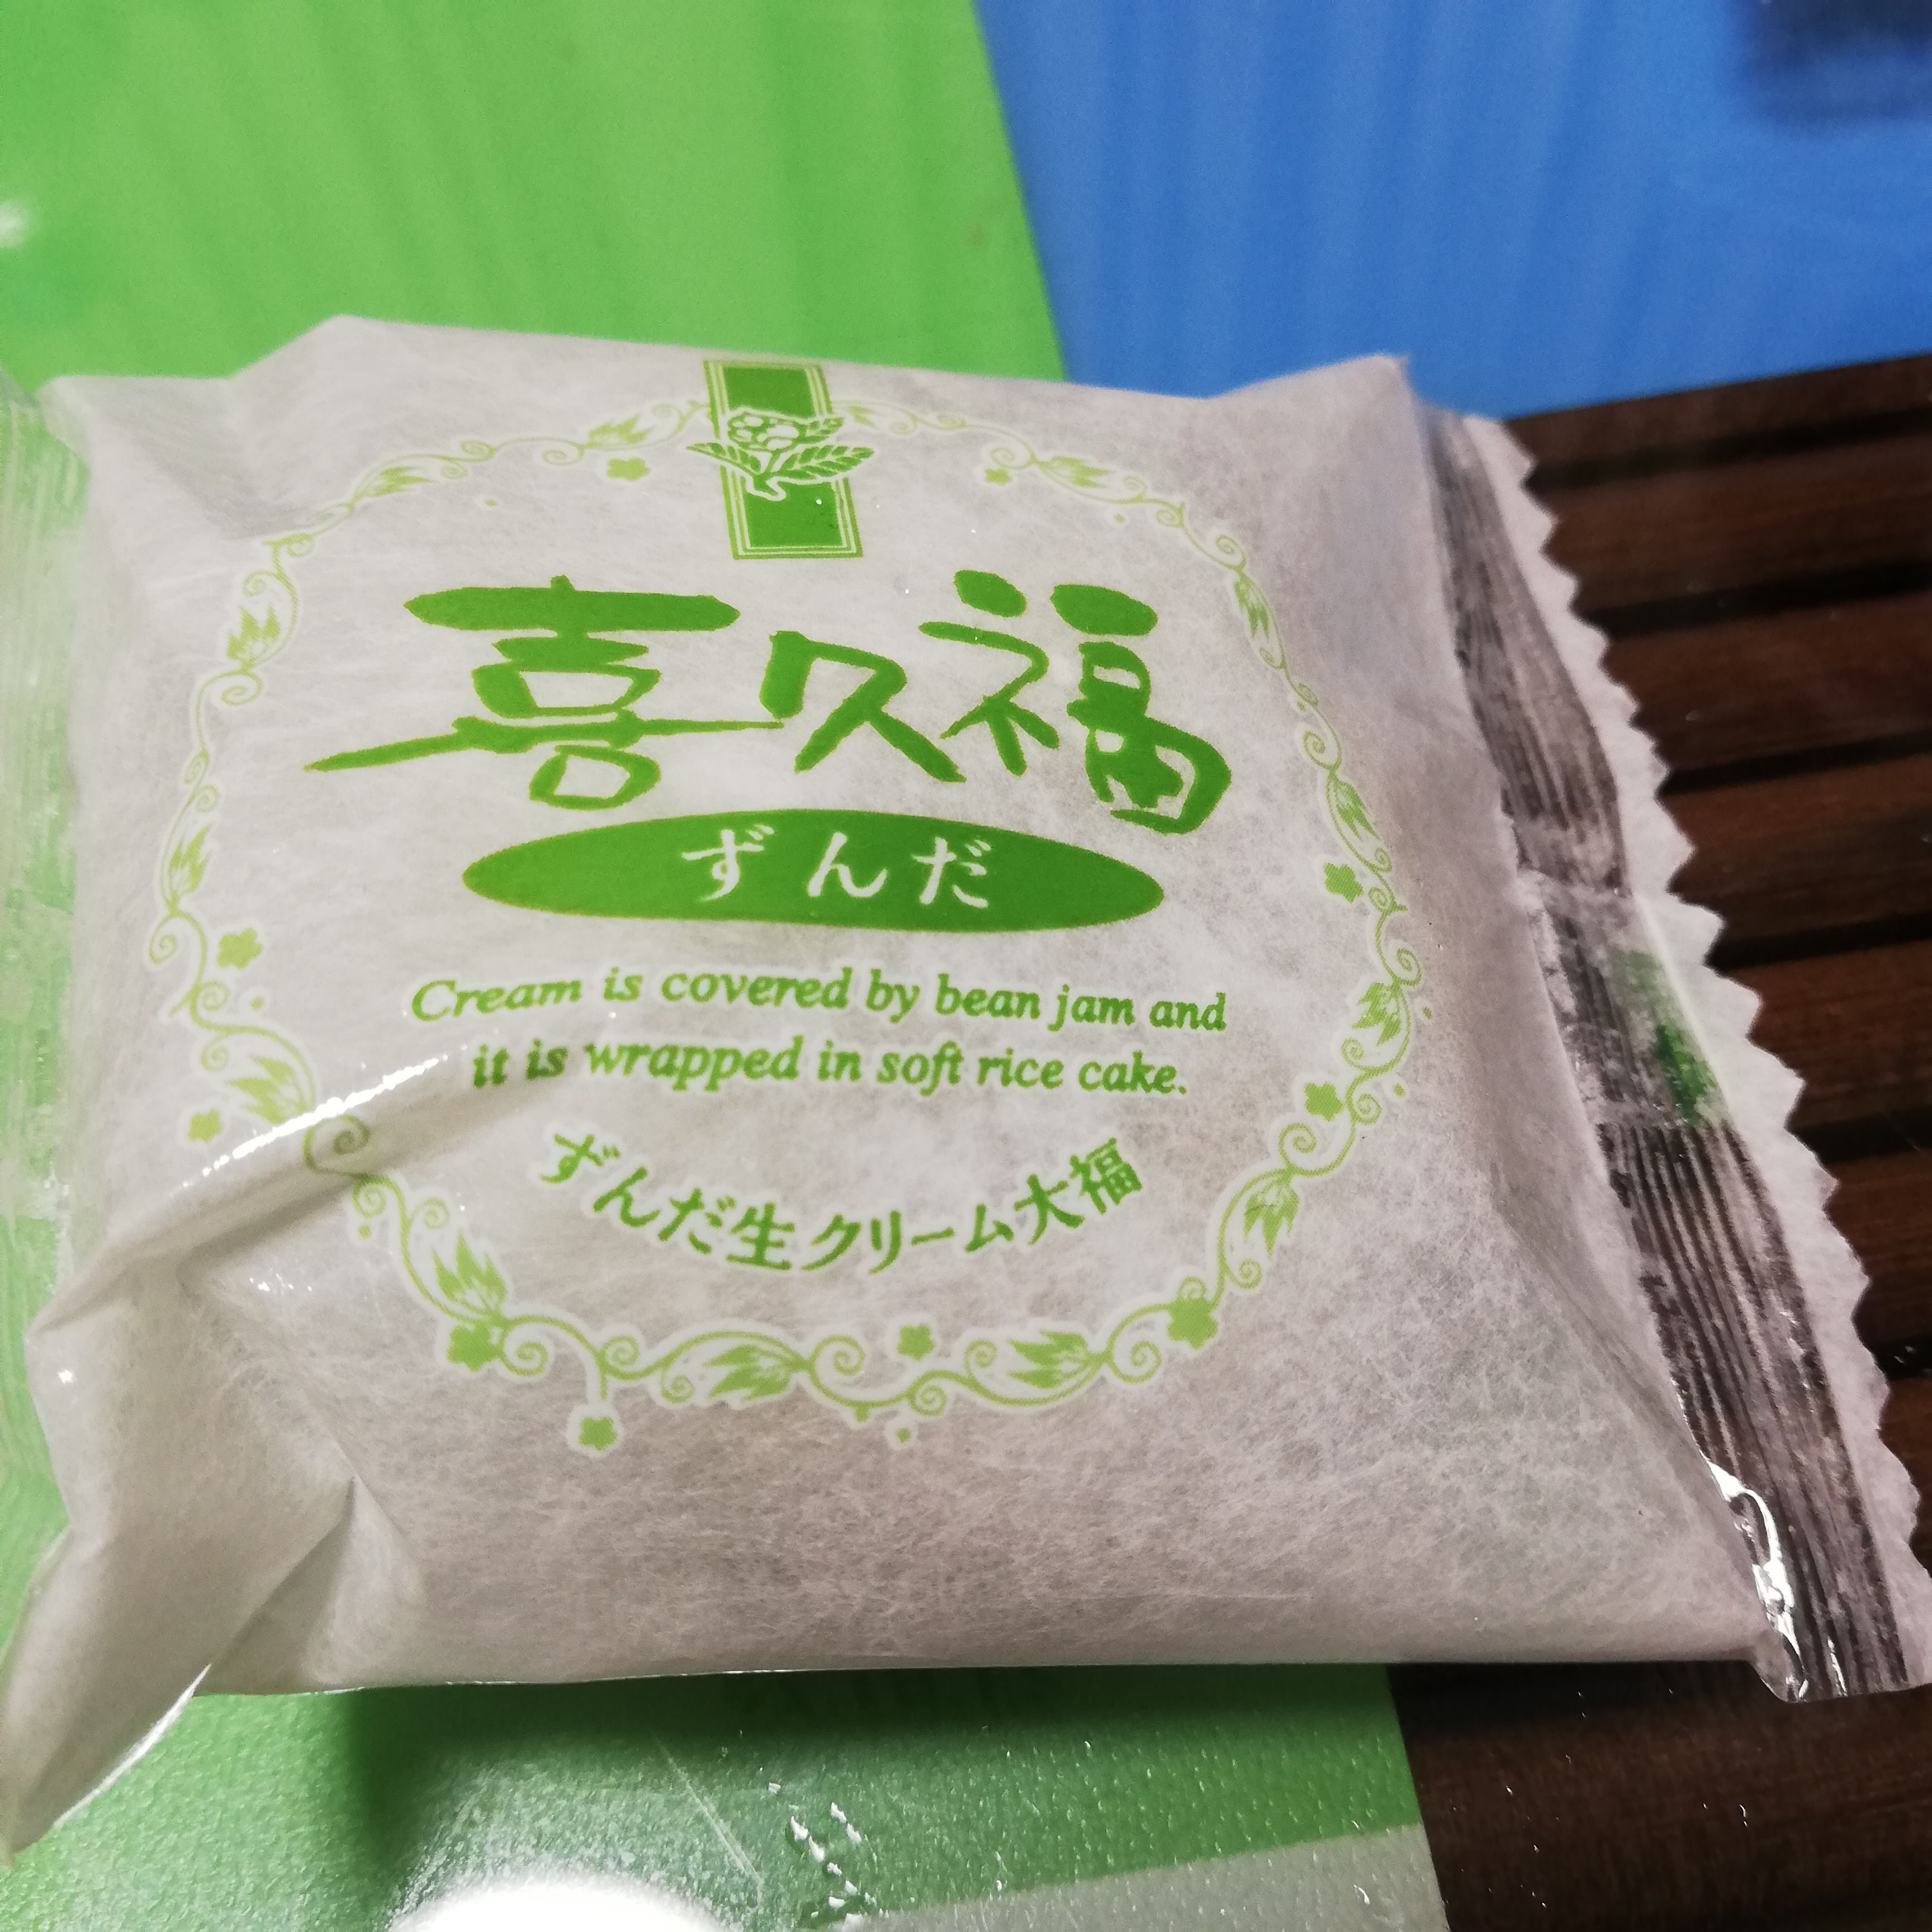 喜久福
ずんだ
Cream is covered by bean jam and
it is wrapped in soft rice cake.
ずんだ生クリーム大福